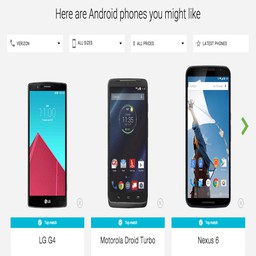 Here are Android phones you might like
VERIZON
ALL SIZES
ALL PRICES
LATEST PHONES
LG
Top match
Top match
Top match
LG G4
Motorola Droid Turbo
Nexus 6